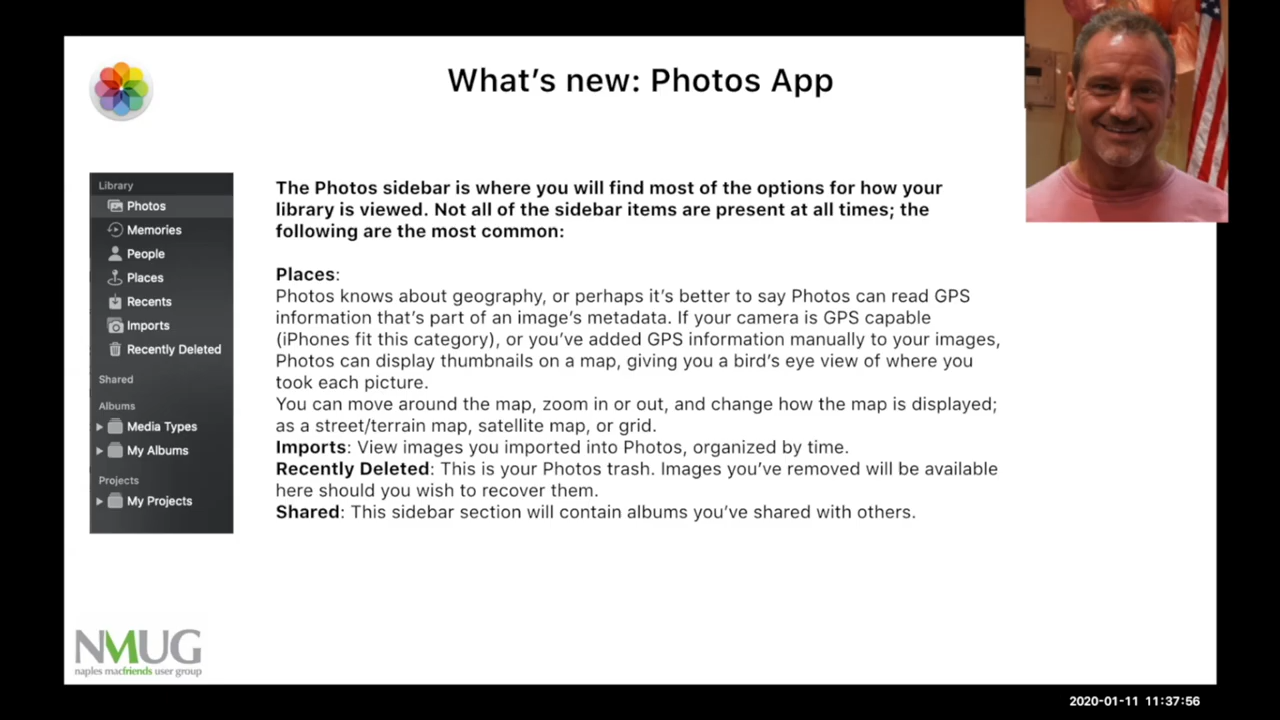 What's new: Photos App
Library
Photos
Memories
People
Places
Recents
Imports
Recently Deleted
Shared
Albums
Media Types
My Albums
Projects
My Projects
The Photos sidebar is where you will find most of the options for how your
library is viewed. Not all of the sidebar items are present at all times; the
following are the most common:
Places:
Photos knows about geography, or perhaps it's better to say Photos can read GPS
information that's part of an image's metadata. If your camera is GPS capable
(iPhones fit this category), or you've added GPS information manually to your images,
Photos can display thumbnails on a map, giving you a bird's eye view of where you
took each picture.
You can move around the map, zoom in or out, and change how the map is displayed;
as a street/terrain map, satellite map, or grid.
Imports: View images you imported into Photos, organized by time.
Recently Deleted: This is your Photos trash. Images you've removed will be available
here should you wish to recover them.
Shared: This sidebar section will contain albums you've shared with others.
NMUG
naples macfriends user group
2020-01-11 11:37:56